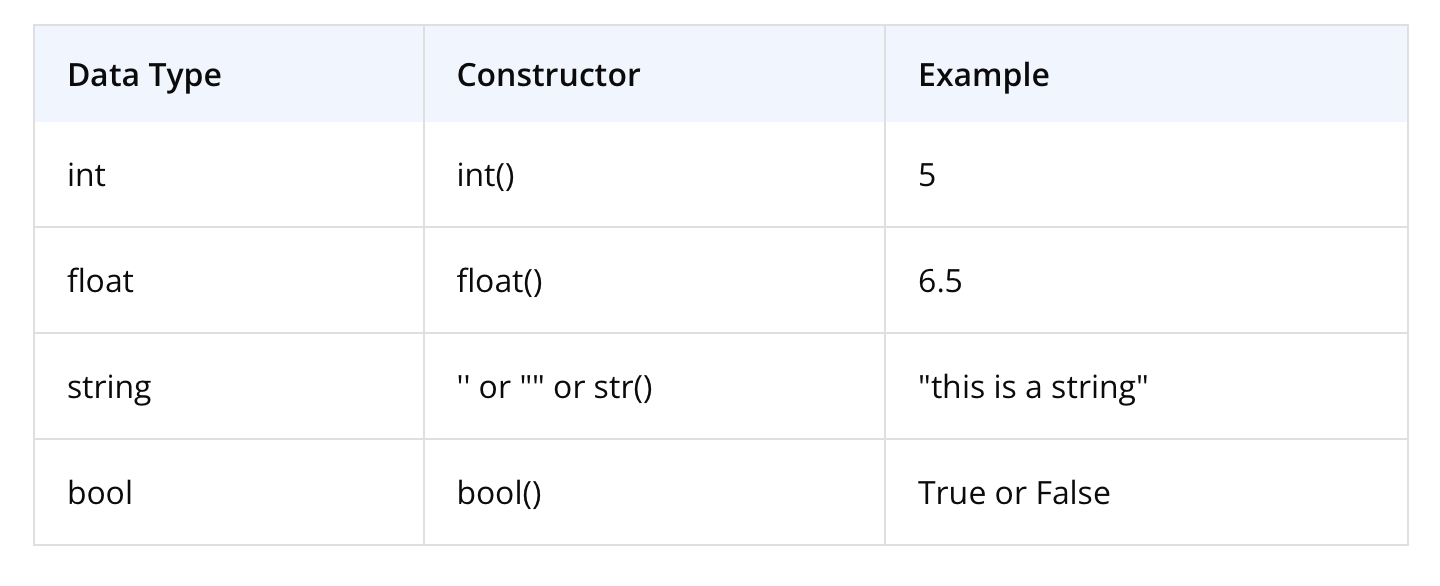 Data Type Constructor Example
int int() 5
float float() 6.5
string '' or "" or str() "this is a string"
bool bool() True or False